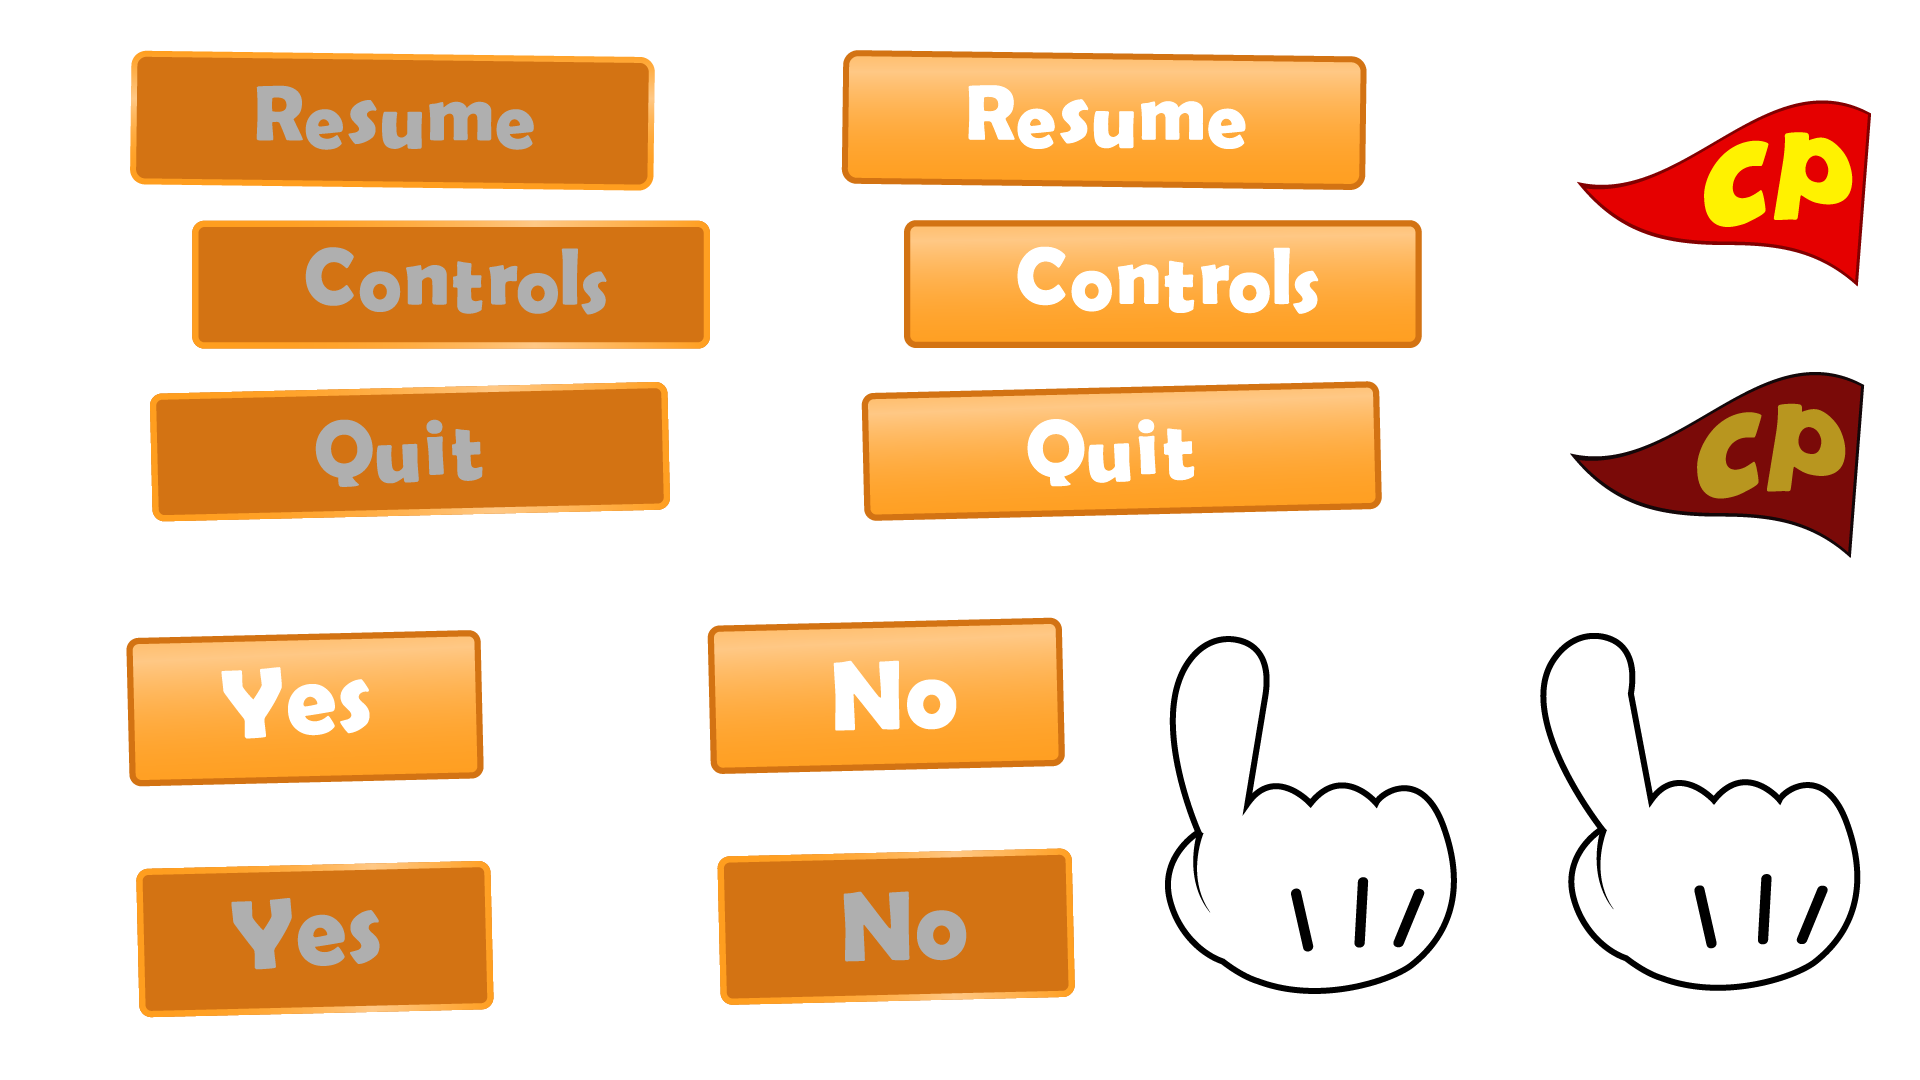 Resume
Resume
cp
Controls
Controls
Quit
Quit
cp
Yes
No
Yes
No